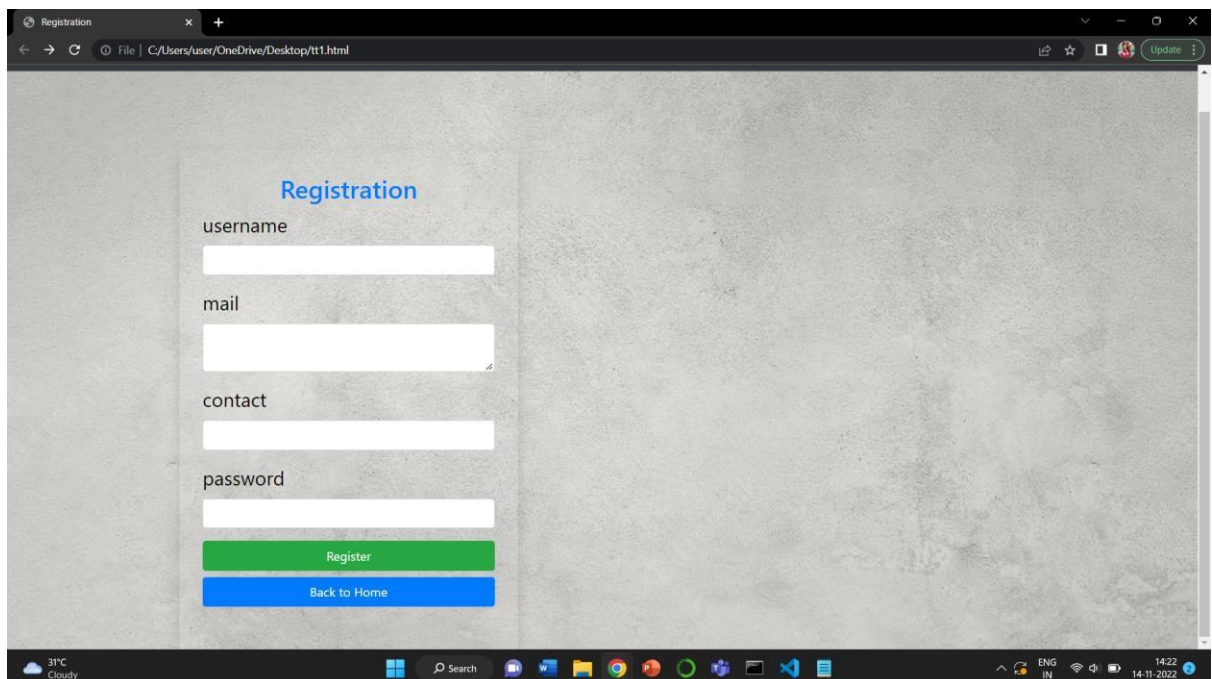 Registration
File | C:/Users/user/OneDrive/Desktop/tt1.html
Update
Registration
username
mail
contact
password
Register
Back to Home
31°C
Cloudy
Search
ENG
IN
14:22
14-11-2022
2